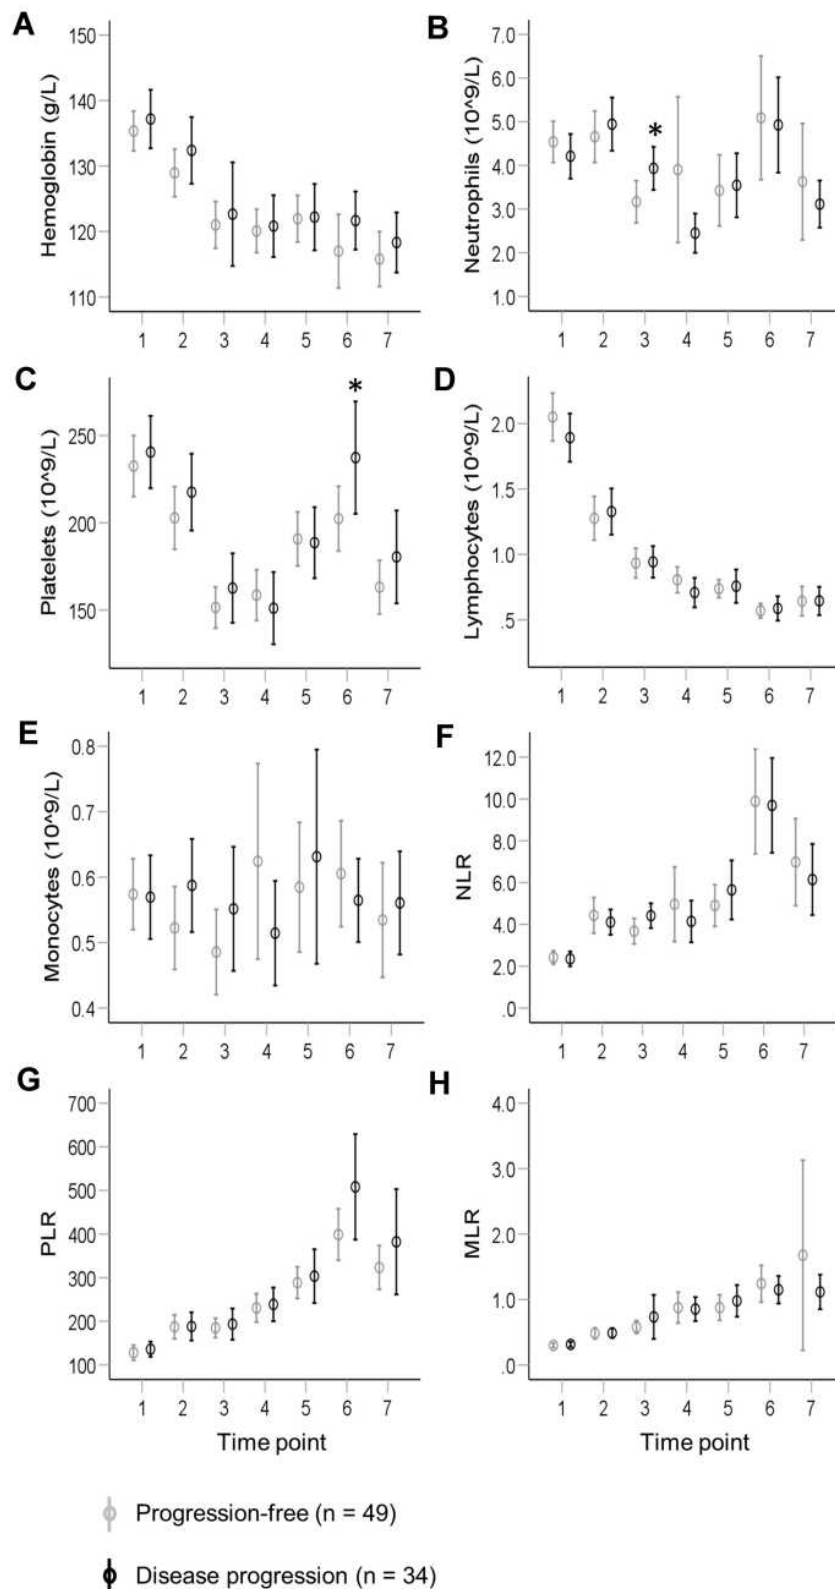 A
Hemoglobin (g/L)
150
140
130
120
110
1 2 3 4 5 6 7
B
Neutrophils (10^9/L)
7.0
6.0
5.0
4.0
3.0
2.0
1.0
*
1 2 3 4 5 6 7
C
Platelets (10^9/L)
250
200
150
*
1 2 3 4 5 6 7
D
Lymphocytes (10^9/L)
2.0
1.5
1.0
.5
1 2 3 4 5 6 7
E
Monocytes (10^9/L)
0.8
0.7
0.6
0.5
0.4
1 2 3 4 5 6 7
F
NLR
12.0
10.0
8.0
6.0
4.0
2.0
.0
1 2 3 4 5 6 7
G
PLR
700
600
500
400
300
200
100
1 2 3 4 5 6 7
Time point
H
MLR
4.0
3.0
2.0
1.0
.0
1 2 3 4 5 6 7
Time point
Progression-free (n = 49)
Disease progression (n = 34)